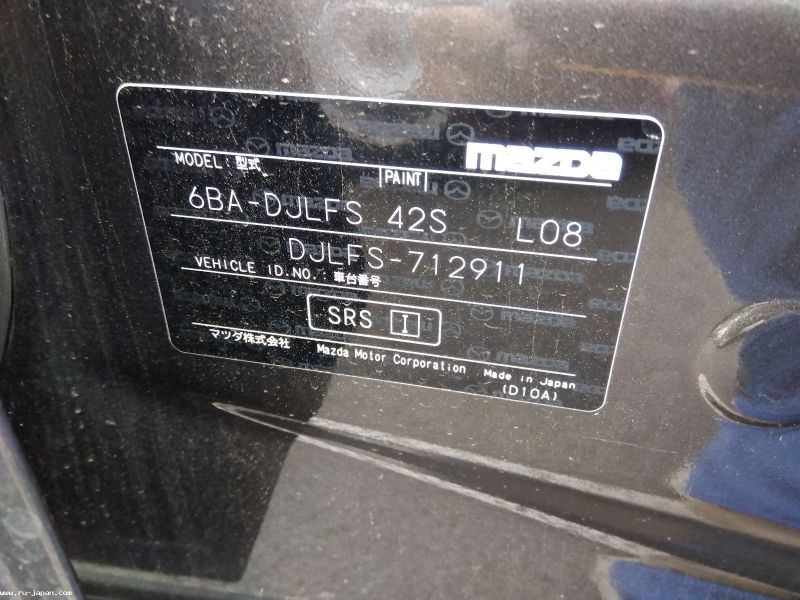 mazda
MODEL:型式
PAINT
6BA-DJLFS 42S L08
DJLFS-712911
VEHICLE ID.NO.:車台番号
SRS I
マツダ株式会社 Mazda Motor Corporation Made in Japan
(D10A)
www.ru-japan.com